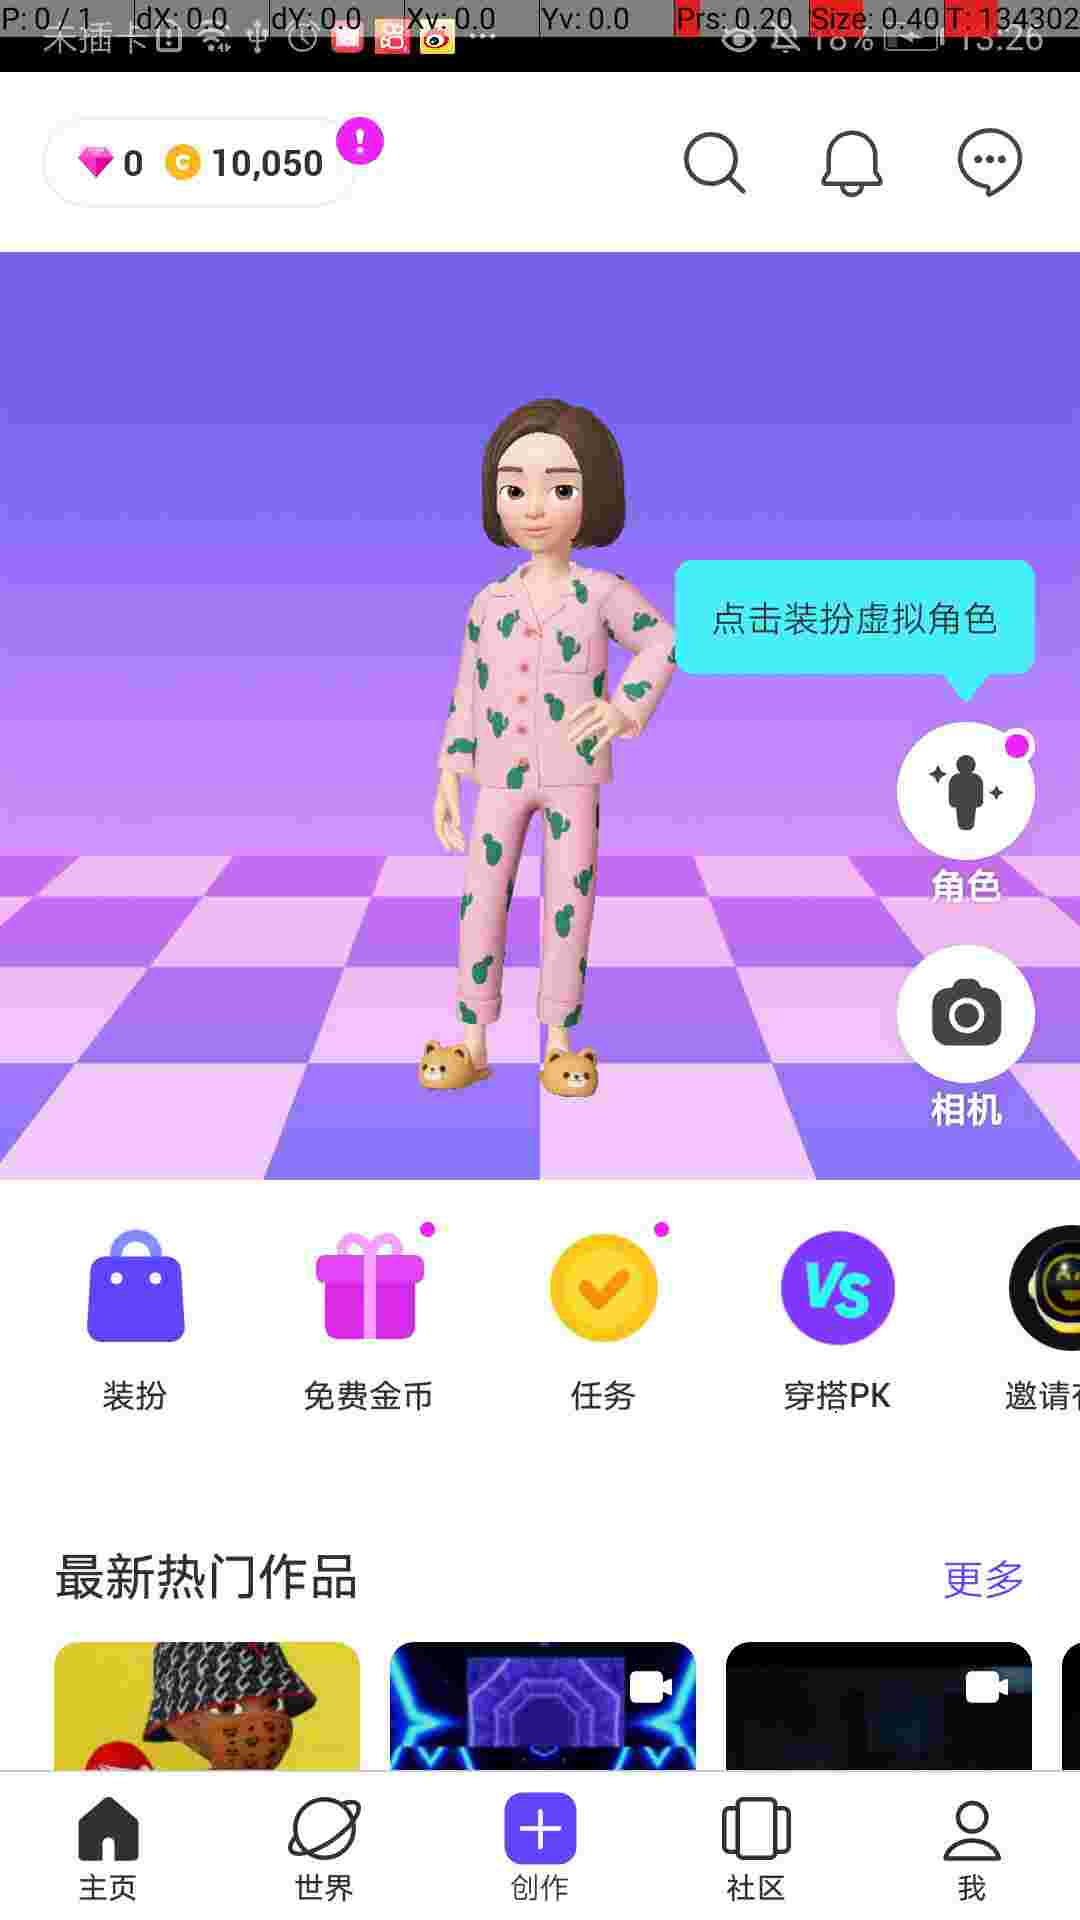 P: 0 / 1 dX: 0.0 dY: 0.0 Xv: 0.0 Yv: 0.0 Prs: 0.20 Size: 0.40 T: 134302
未插卡 18% 13:26
0 C 10,050 !
点击装扮虚拟角色
角色
相机
VS
装扮 免费金币 任务 穿搭PK 邀请
最新热门作品 更多
主页 世界 创作 社区 我